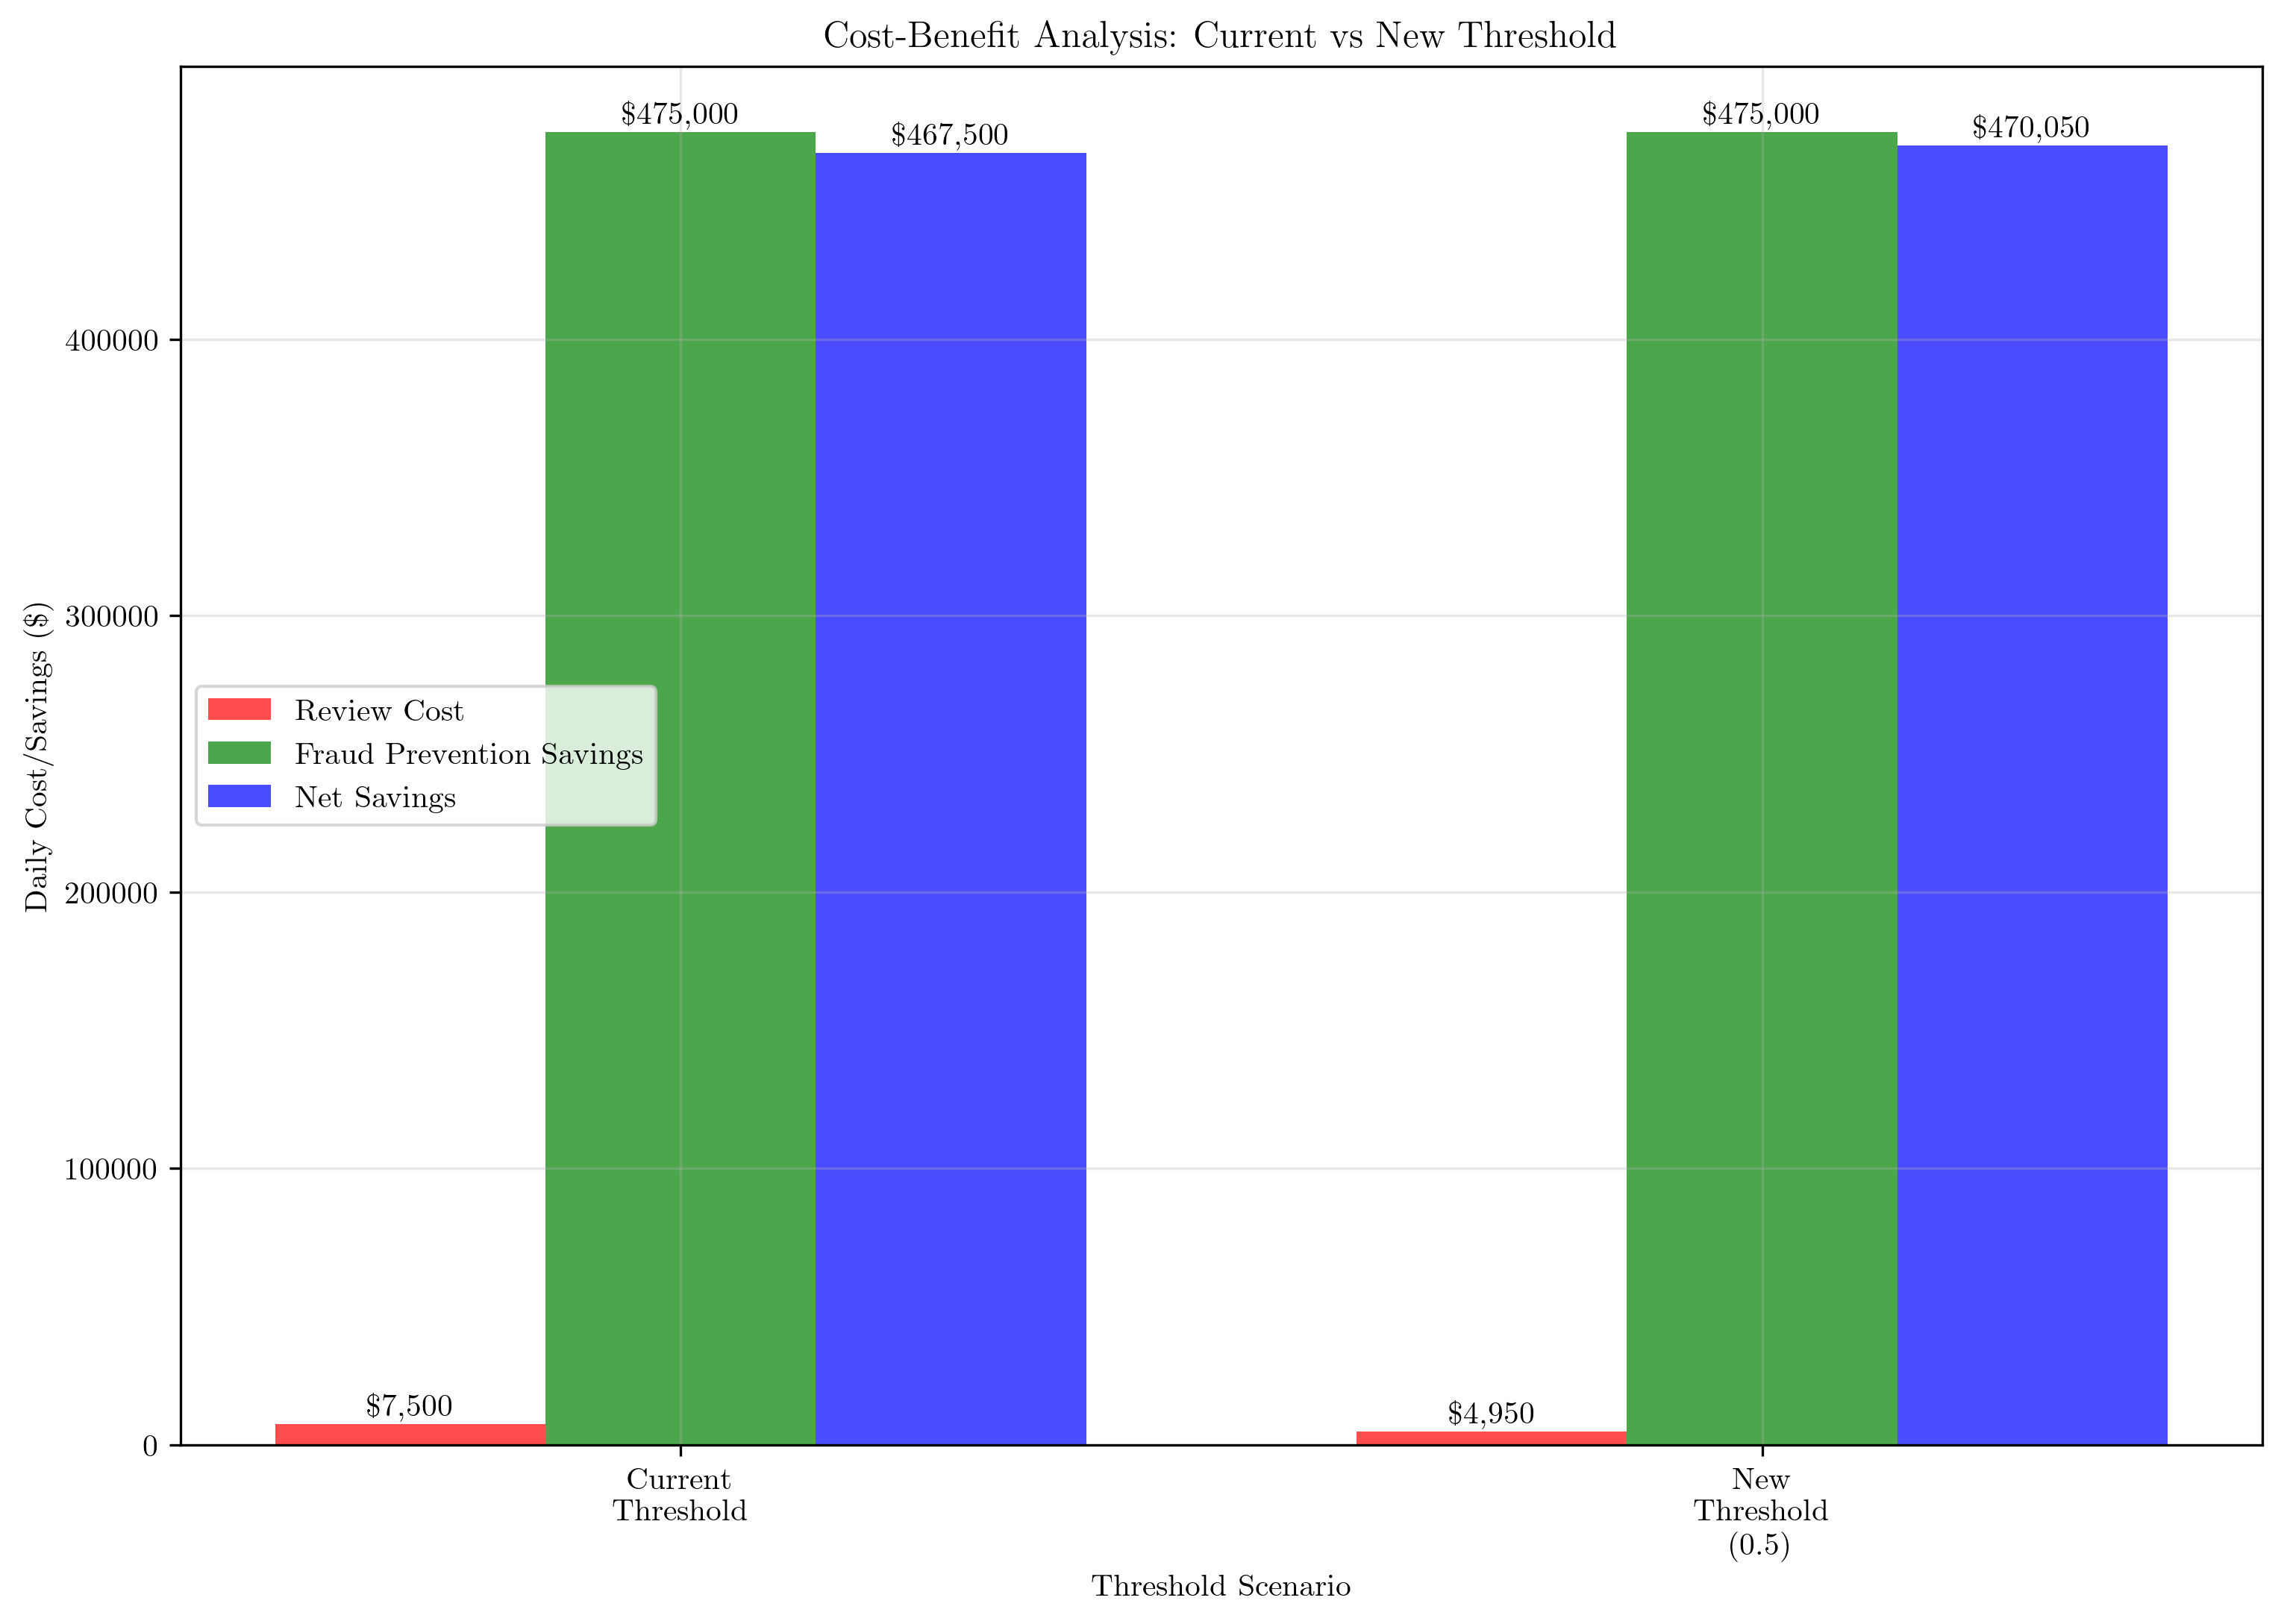 Cost-Benefit Analysis: Current vs New Threshold
$475,000
$467,500
$475,000
$470,050
400000
300000
200000
100000
0
Daily Cost/Savings ($)
Review Cost
Fraud Prevention Savings
Net Savings
$7,500
$4,950
Current
Threshold
New
Threshold
(0.5)
Threshold Scenario